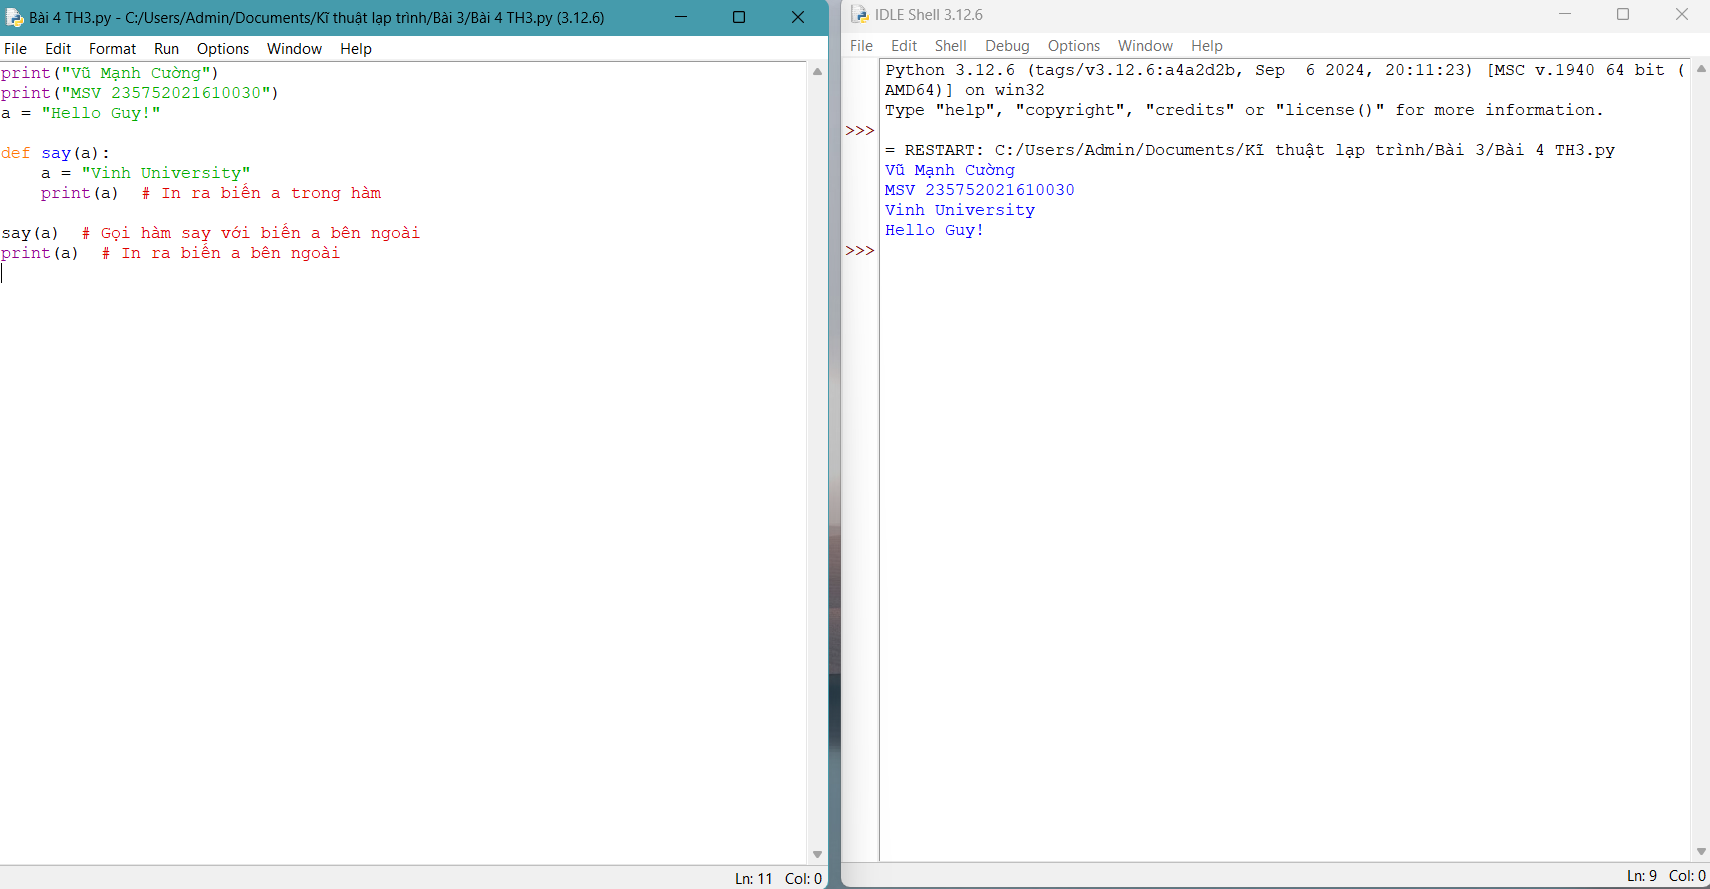 Bài 4 TH3.py - C:/Users/Admin/Documents/Kĩ thuật lạp trình/Bài 3/Bài 4 TH3.py (3.12.6)
File Edit Format Run Options Window Help
print("Vũ Mạnh Cường")
print("MSV 235752021610030")
a = "Hello Guy!"
def say(a):
    a = "Vinh University"
    print(a)  # In ra biến a trong hàm
say(a)  # Gọi hàm say với biến a bên ngoài
print(a)  # In ra biến a bên ngoài
Ln: 11 Col: 0
IDLE Shell 3.12.6
File Edit Shell Debug Options Window Help
Python 3.12.6 (tags/v3.12.6:a4a2d2b, Sep  6 2024, 20:11:23) [MSC v.1940 64 bit (
AMD64)] on win32
Type "help", "copyright", "credits" or "license()" for more information.
>>>
= RESTART: C:/Users/Admin/Documents/Kĩ thuật lạp trình/Bài 3/Bài 4 TH3.py
Vũ Mạnh Cường
MSV 235752021610030
Vinh University
Hello Guy!
>>>
Ln: 9 Col: 0